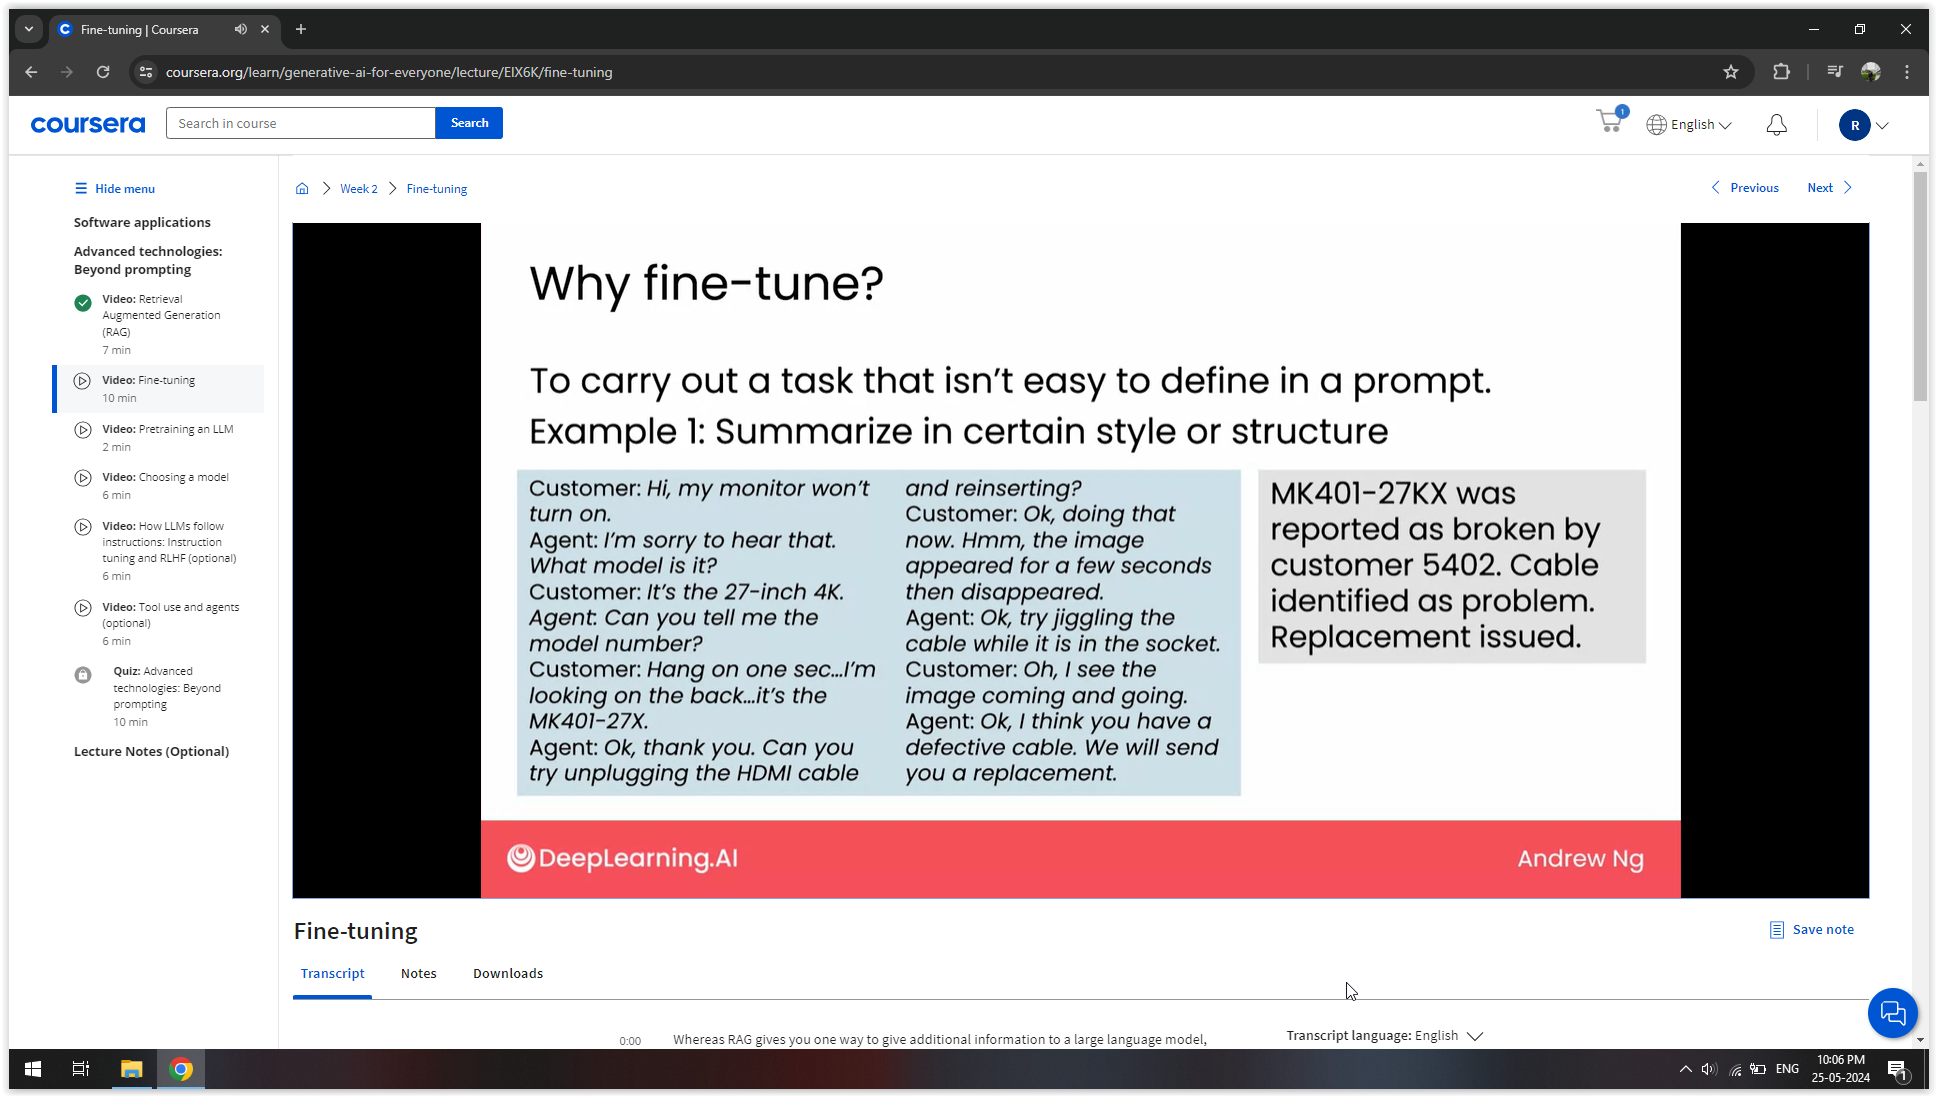 Fine-tuning | Coursera
coursera.org/learn/generative-ai-for-everyone/lecture/EIX6K/fine-tuning
coursera
Search in course
Search
1
English
R
Hide menu
Software applications
Advanced technologies:
Beyond prompting
Video: Retrieval
Augmented Generation
(RAG)
7 min
Video: Fine-tuning
10 min
Video: Pretraining an LLM
2 min
Video: Choosing a model
6 min
Video: How LLMs follow
instructions: Instruction
tuning and RLHF (optional)
6 min
Video: Tool use and agents
(optional)
6 min
Quiz: Advanced
technologies: Beyond
prompting
10 min
Lecture Notes (Optional)
Week 2
Fine-tuning
Previous
Next
Why fine-tune?
To carry out a task that isn't easy to define in a prompt.
Example 1: Summarize in certain style or structure
Customer: Hi, my monitor won't
turn on.
Agent: I'm sorry to hear that.
What model is it?
Customer: It's the 27-inch 4K.
Agent: Can you tell me the
model number?
Customer: Hang on one sec...I'm
looking on the back...it's the
MK401-27X.
Agent: Ok, thank you. Can you
try unplugging the HDMI cable
and reinserting?
Customer: Ok, doing that
now. Hmm, the image
appeared for a few seconds
then disappeared.
Agent: Ok, try jiggling the
cable while it is in the socket.
Customer: Oh, I see the
image coming and going.
Agent: Ok, I think you have a
defective cable. We will send
you a replacement.
MK401-27KX was
reported as broken by
customer 5402. Cable
identified as problem.
Replacement issued.
DeepLearning.AI
Andrew Ng
Fine-tuning
Save note
Transcript
Notes
Downloads
0:00
Whereas RAG gives you one way to give additional information to a large language model,
Transcript language: English
ENG
10:06 PM
25-05-2024
1